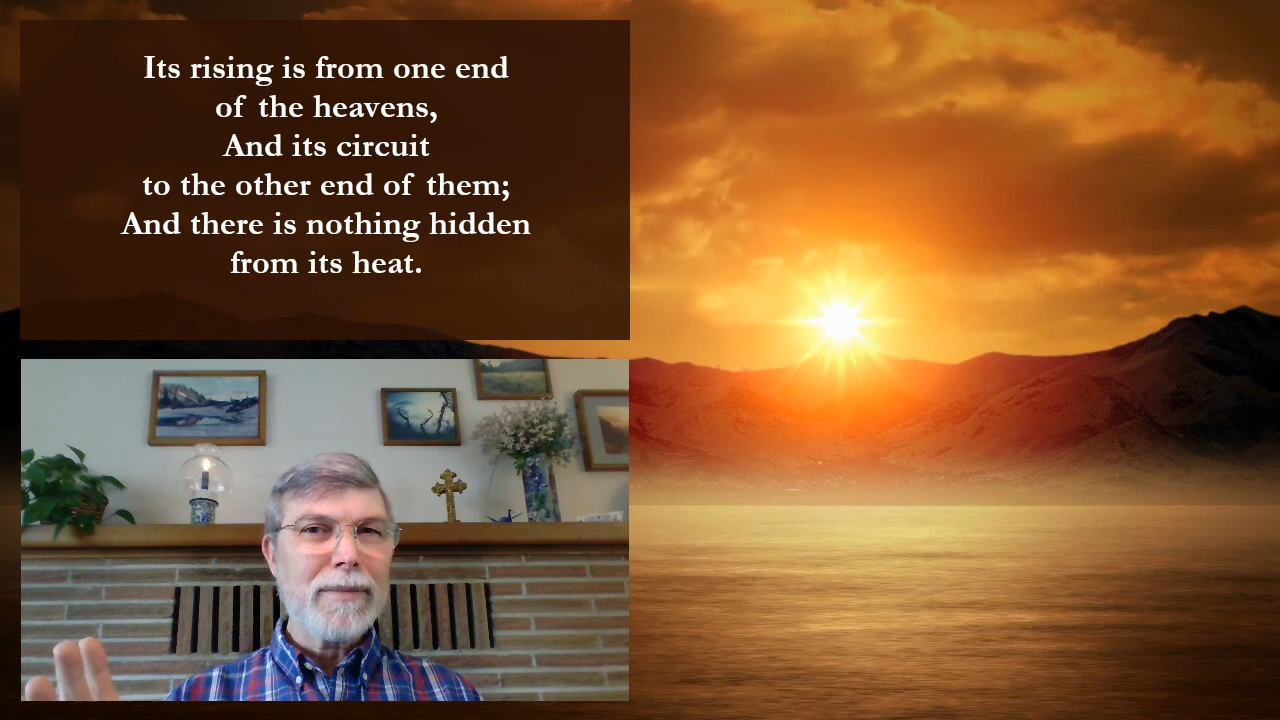 Its rising is from one end
of the heavens,
And its circuit
to the other end of them;
And there is nothing hidden
from its heat.